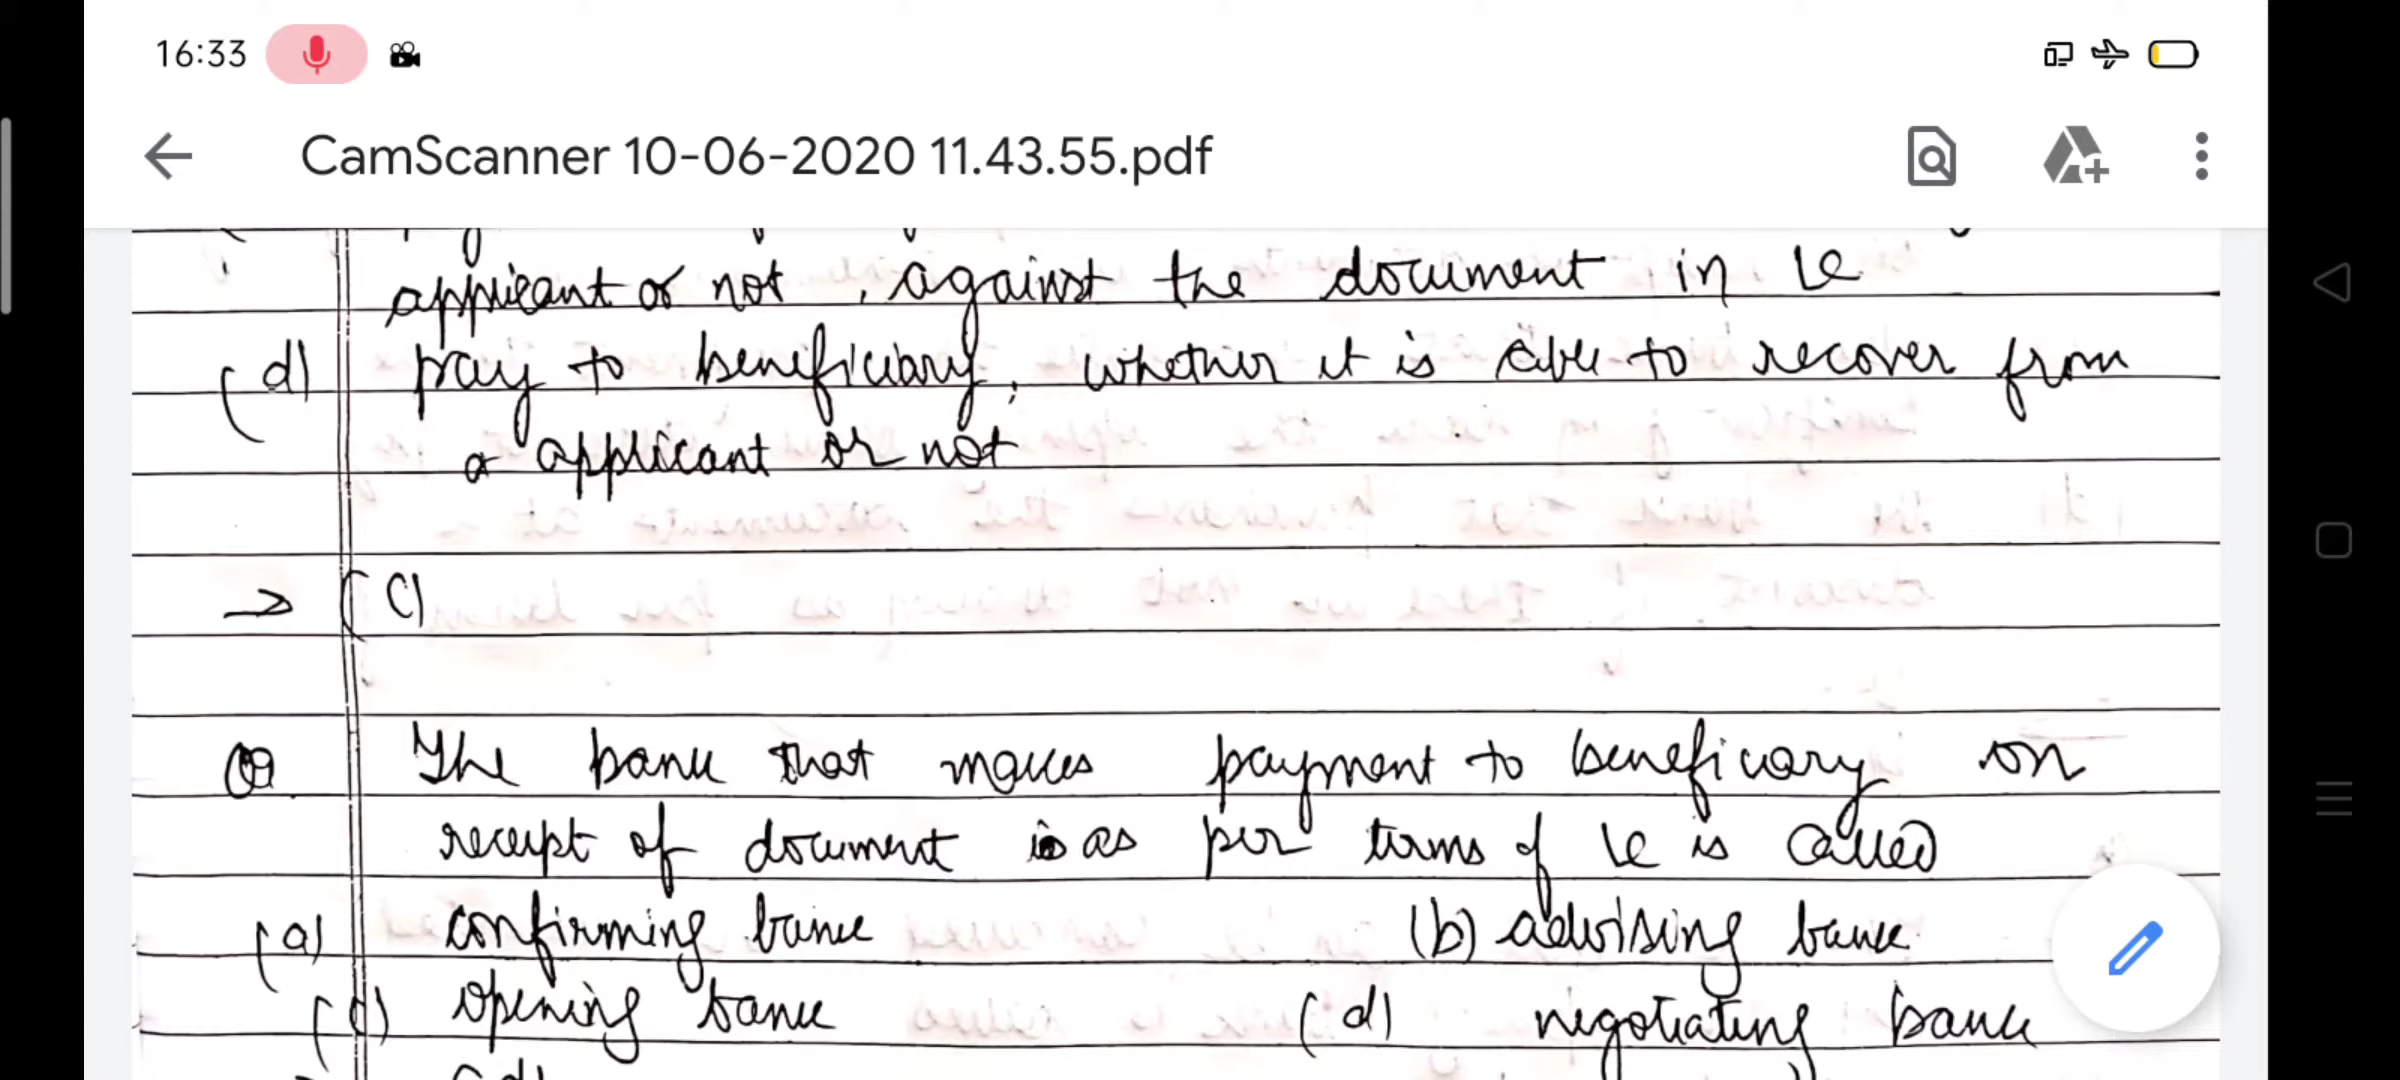 16:33
CamScanner 10-06-2020 11.43.55.pdf
applicant or not, against the document in LC
(d) pay to beneficiary, whether it is able to recover from
a applicant or not
→ (C)
Q The bank that makes payment to beneficiary on
receipt of document is as per terms of LC is called
(a) confirming bank (b) advising bank
(c) opening bank (d) negotiating bank
(d)